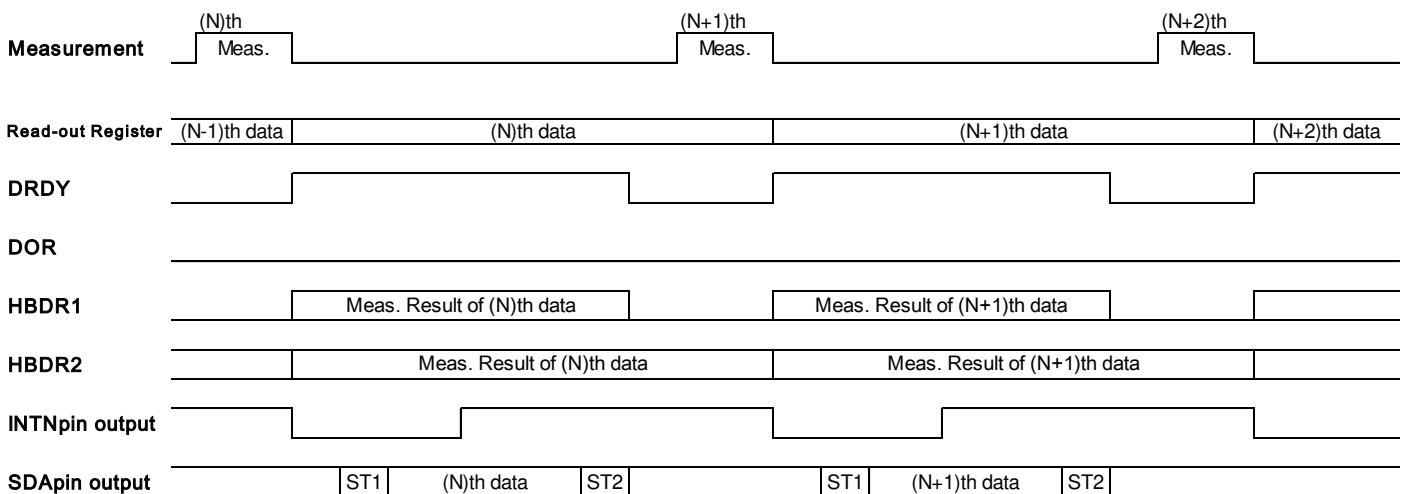 (N)th (N+1)th (N+2)th
Measurement Meas. Meas. Meas.
Read-out Register (N-1)th data (N)th data (N+1)th data (N+2)th data
DRDY
DOR
HBDR1 Meas. Result of (N)th data Meas. Result of (N+1)th data
HBDR2 Meas. Result of (N)th data Meas. Result of (N+1)th data
INTNpin output
SDApin output ST1 (N)th data ST2 ST1 (N+1)th data ST2